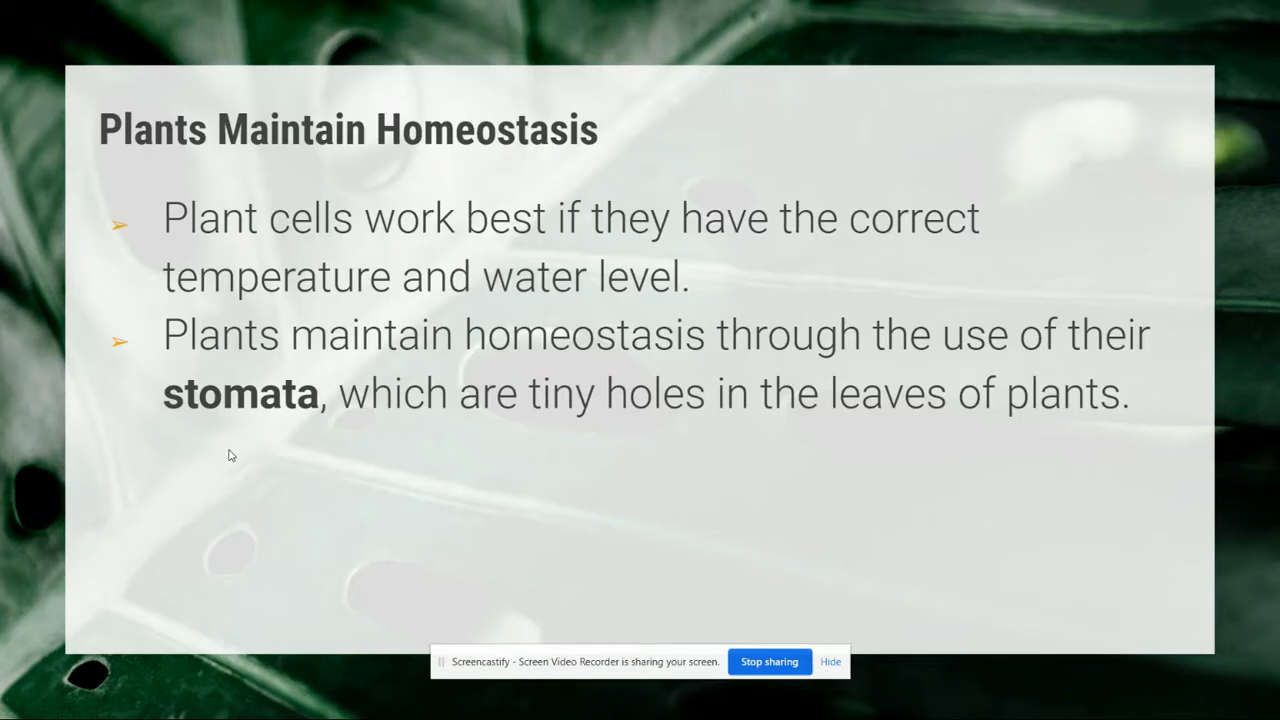 Plants Maintain Homeostasis
➢ Plant cells work best if they have the correct
temperature and water level.
➢ Plants maintain homeostasis through the use of their
stomata, which are tiny holes in the leaves of plants.
Screencastify - Screen Video Recorder is sharing your screen. Stop sharing Hide